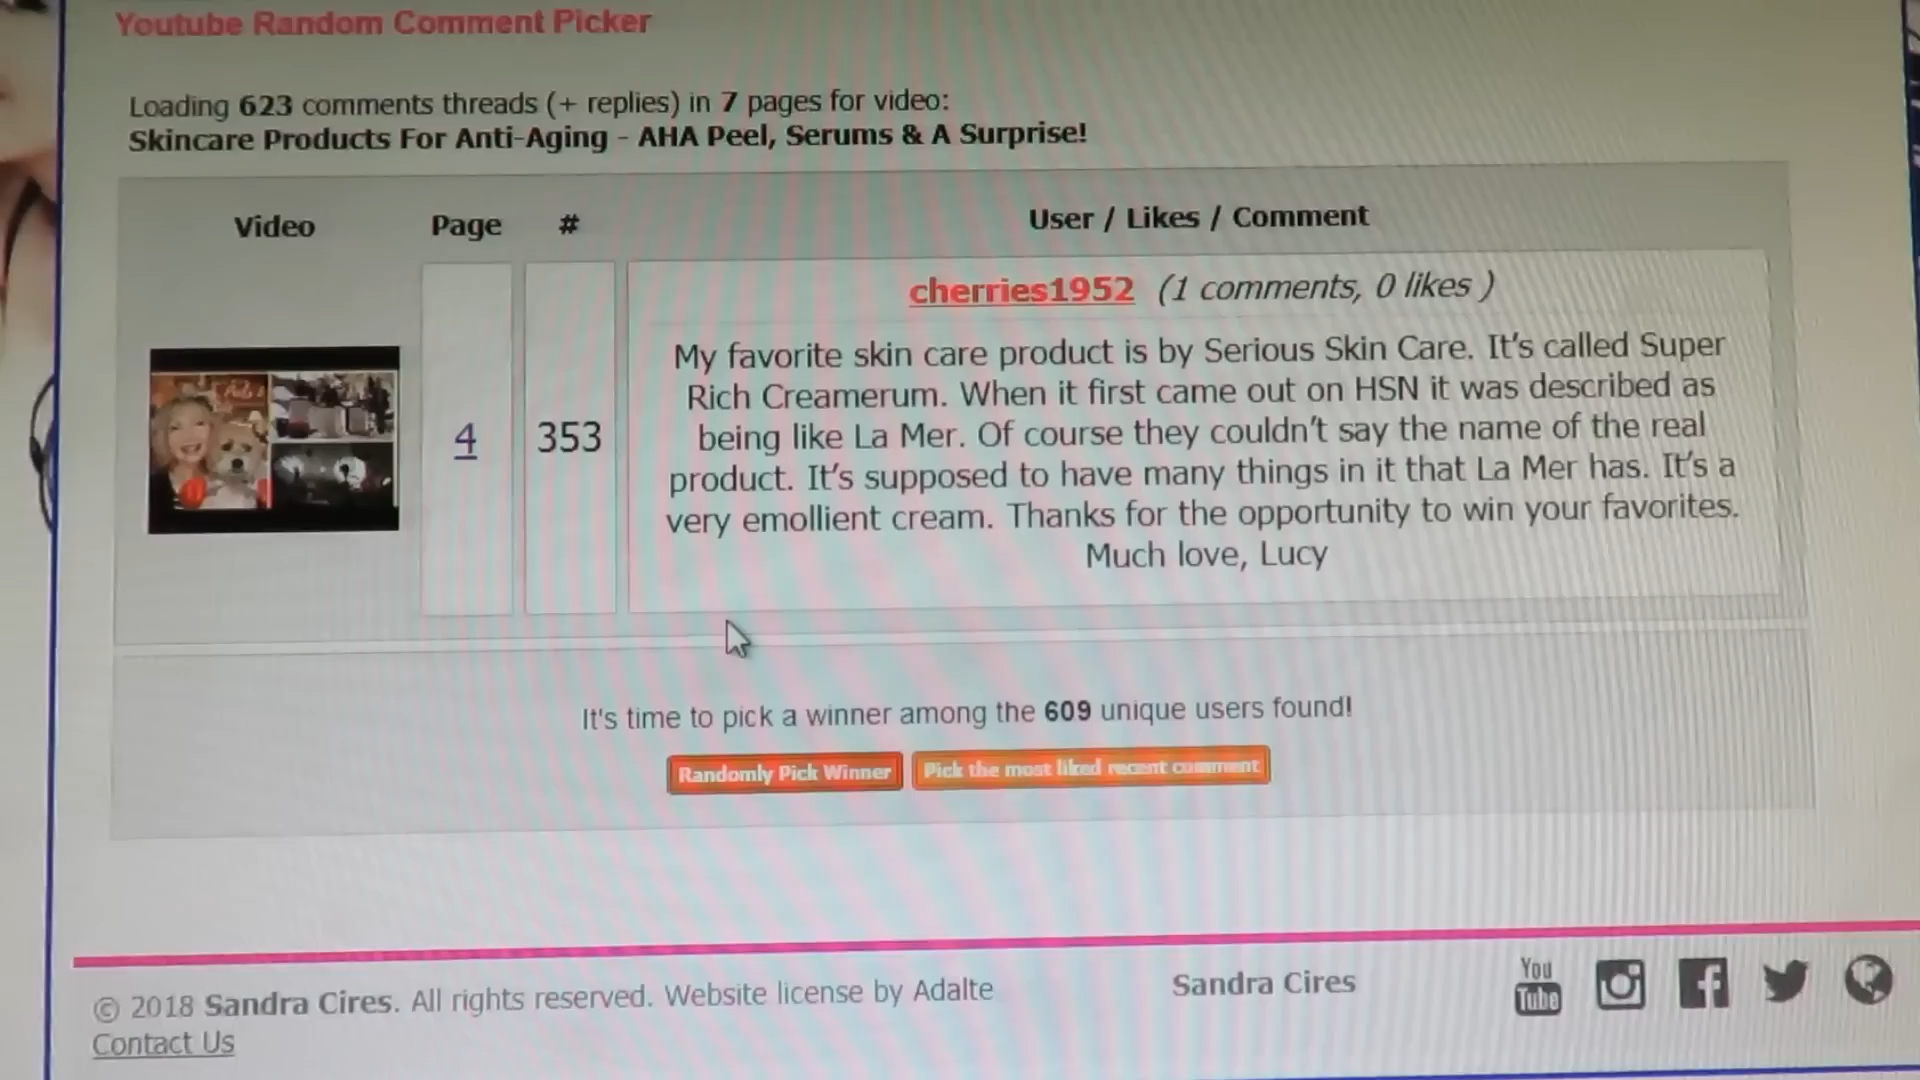 Youtube Random Comment Picker
Loading 623 comments threads (+ replies) in 7 pages for video:
Skincare Products For Anti-Aging - AHA Peel, Serums & A Surprise!
Video Page # User / Likes / Comment
cherries1952 (1 comments, 0 likes )
4 353
My favorite skin care product is by Serious Skin Care. It's called Super
Rich Creamerum. When it first came out on HSN it was described as
being like La Mer. Of course they couldn't say the name of the real
product. It's supposed to have many things in it that La Mer has. It's a
very emollient cream. Thanks for the opportunity to win your favorites.
Much love, Lucy
It's time to pick a winner among the 609 unique users found!
Randomly Pick Winner Pick the most liked recent comment
© 2018 Sandra Cires. All rights reserved. Website license by Adalte
Contact Us
Sandra Cires
You
Tube